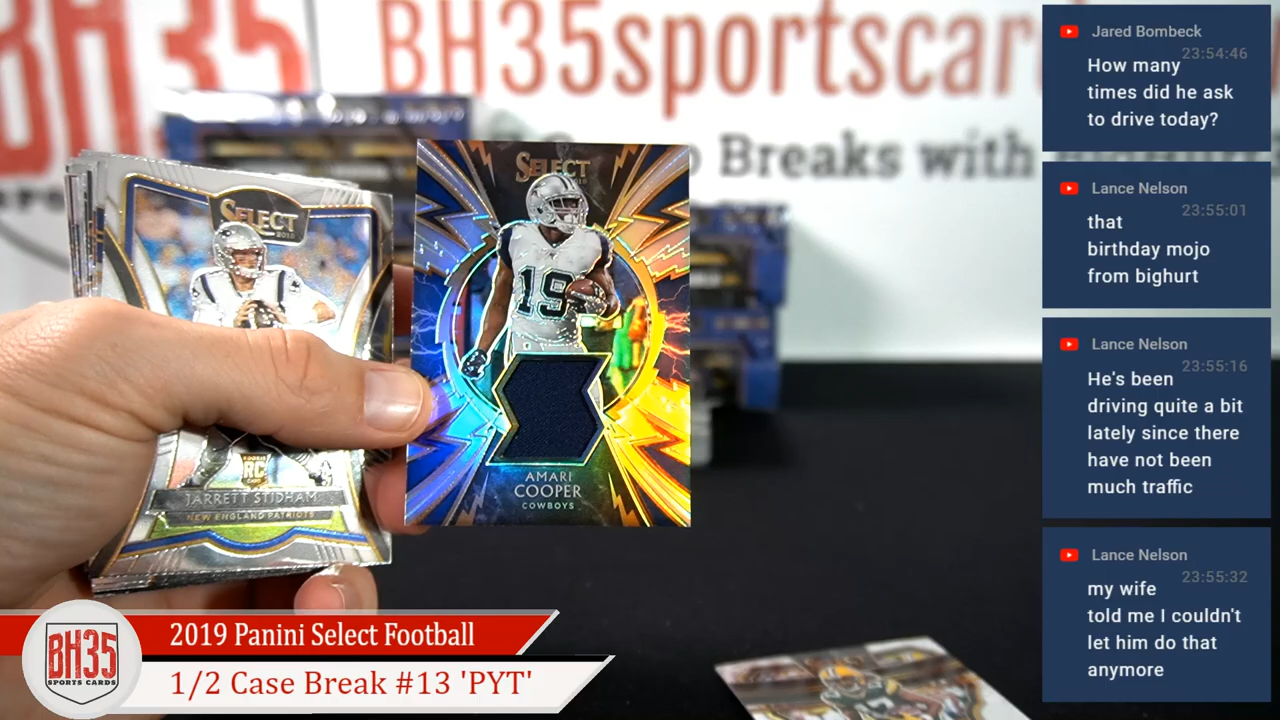 BH35sportscar
Breaks with
SELECT
2019
19
AMARI
COOPER
COWBOYS
SELECT
2019
RC
JARRETT STIDHAM
NEW ENGLAND PATRIOTS
BH35
SPORTS CARDS
2019 Panini Select Football
1/2 Case Break #13 'PYT'
Jared Bombeck
23:54:46
How many
times did he ask
to drive today?
Lance Nelson
23:55:01
that
birthday mojo
from bighurt
Lance Nelson
23:55:16
He's been
driving quite a bit
lately since there
have not been
much traffic
Lance Nelson
23:55:32
my wife
told me I couldn't
let him do that
anymore